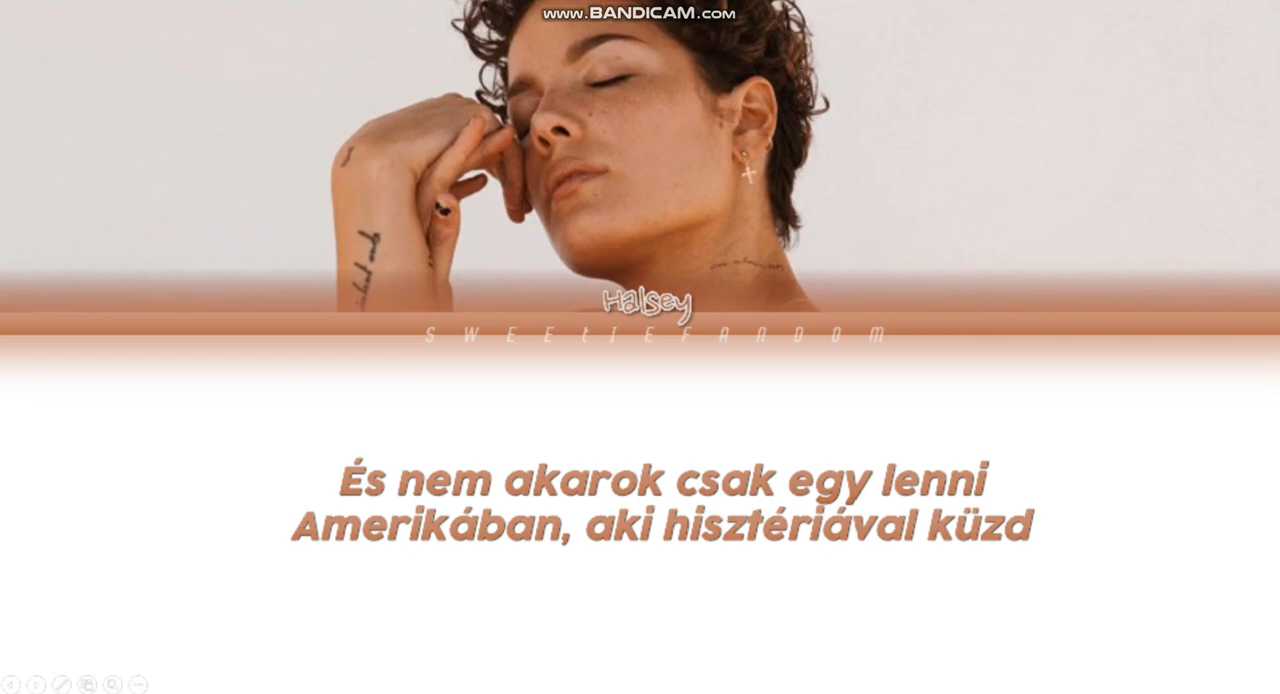 www.BANDICAM.com
Halsey
SWEEtIEFANDOM
És nem akarok csak egy lenni
Amerikában, aki hisztériával küzd